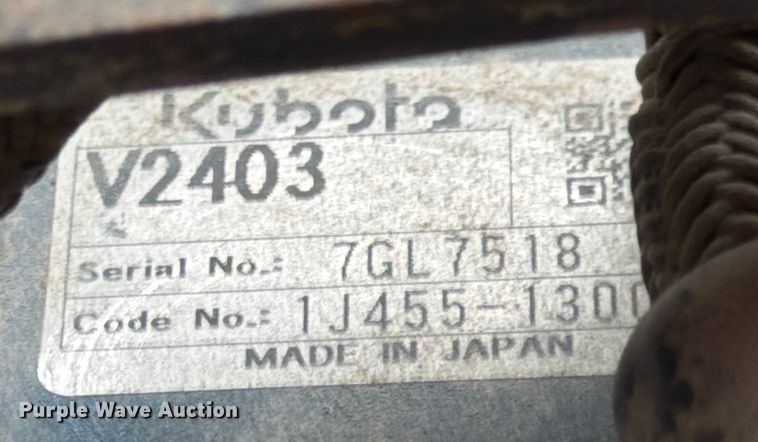 Kubota
V2403
Serial No.: 7GL7518
Code No.: 1J455-1300
MADE IN JAPAN
Purple Wave Auction